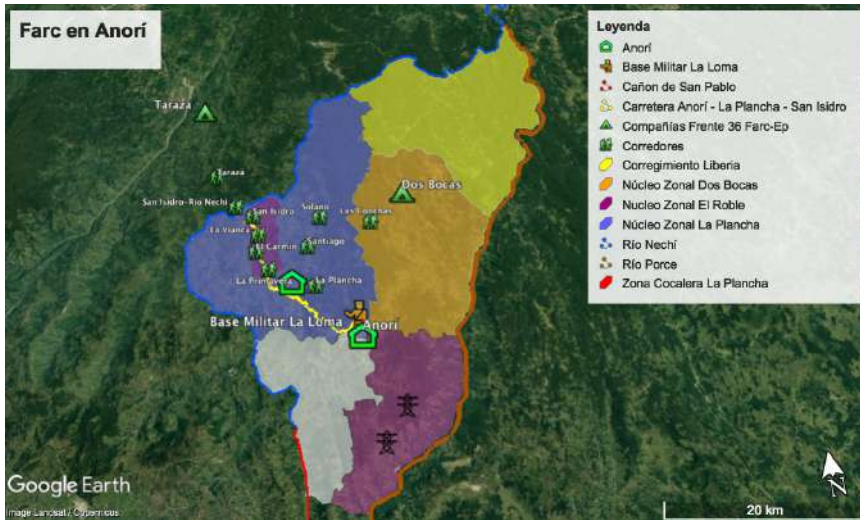 Farc en Anorí
Taraza
Taraza
San Isidro-Rio Nechi
San Isidro
Solano
Las Conchas
Dos Bocas
La Vianca
El Carmin
Santiago
La Primavera
La Plancha
Base Militar La Loma
Anorí
Leyenda
Anorí
Base Militar La Loma
Cañon de San Pablo
Carretera Anorí - La Plancha - San Isidro
Compañías Frente 36 Farc-Ep
Corredores
Corregimiento Liberia
Núcleo Zonal Dos Bocas
Nucleo Zonal El Roble
Núcleo Zonal La Plancha
Río Nechí
Río Porce
Zona Cocalera La Plancha
Google Earth
Image Landsat / Copernicus
N
20 km